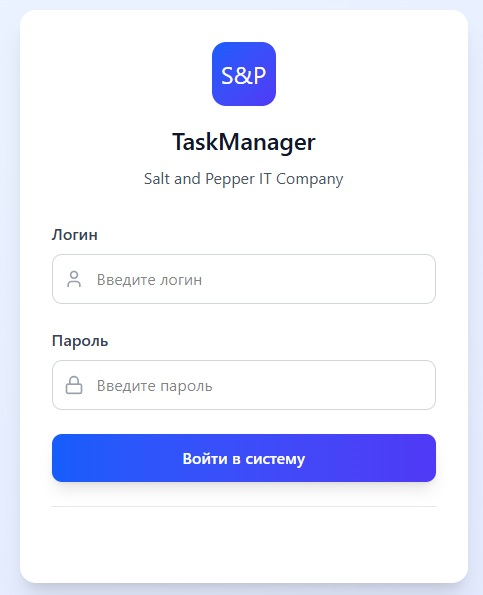 S&P
TaskManager
Salt and Pepper IT Company
Логин
Введите логин
Пароль
Введите пароль
Войти в систему